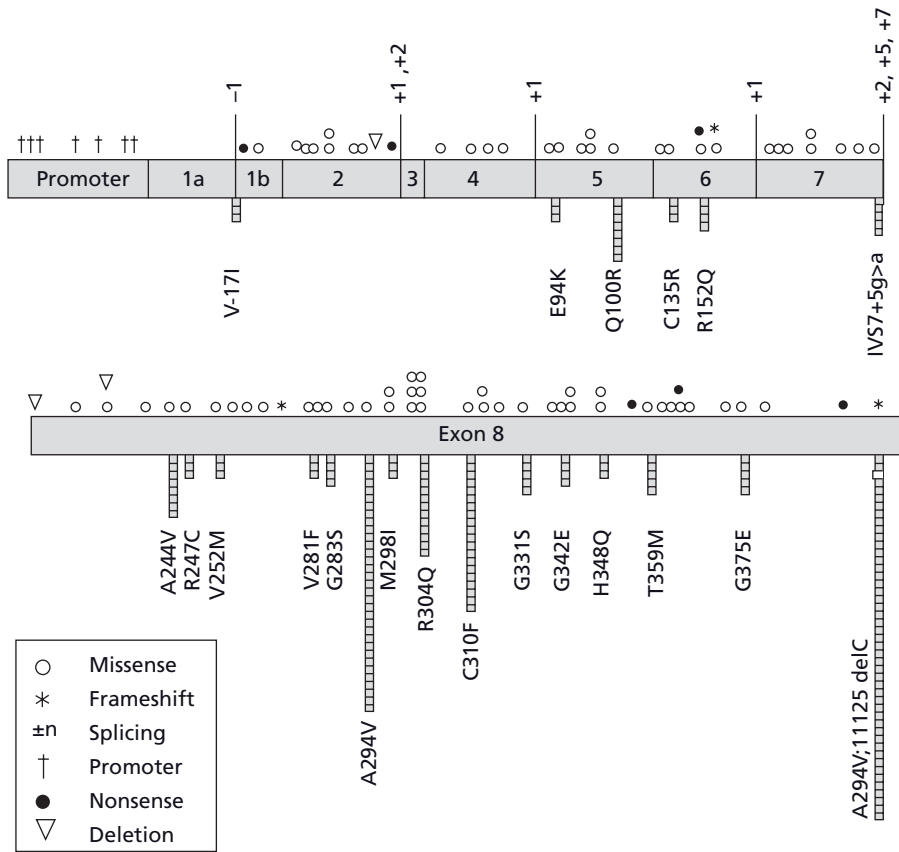 −1
+1 ,+2
+1
+1
+2, +5, +7
††† † † ††
Promoter 1a 1b 2 3 4 5 6 7
V-17I
E94K
Q100R
C135R
R152Q
IVS7+5g>a
Exon 8
A244V
R247C
V252M
V281F
G283S
A294V
M298I
R304Q
C310F
G331S
G342E
H348Q
T359M
G375E
A294V;11125 delC
Missense
* Frameshift
±n Splicing
† Promoter
Nonsense
Deletion